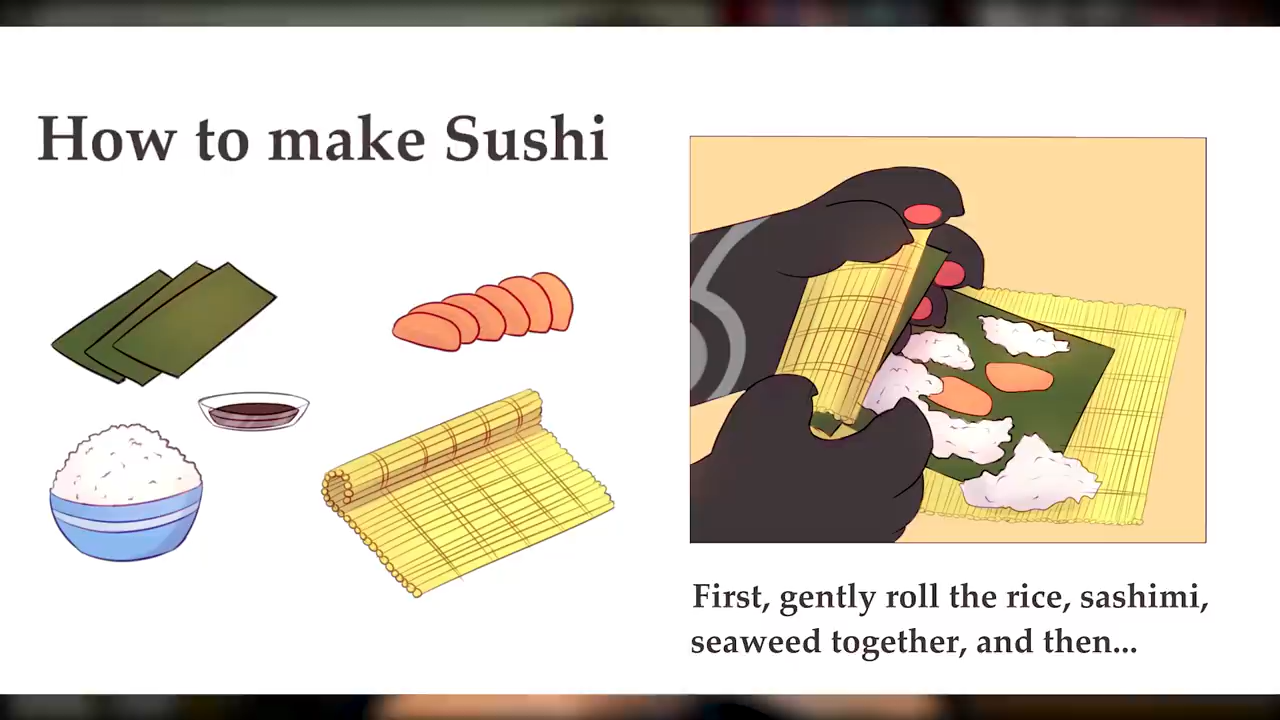 How to make Sushi
First, gently roll the rice, sashimi,
seaweed together, and then...